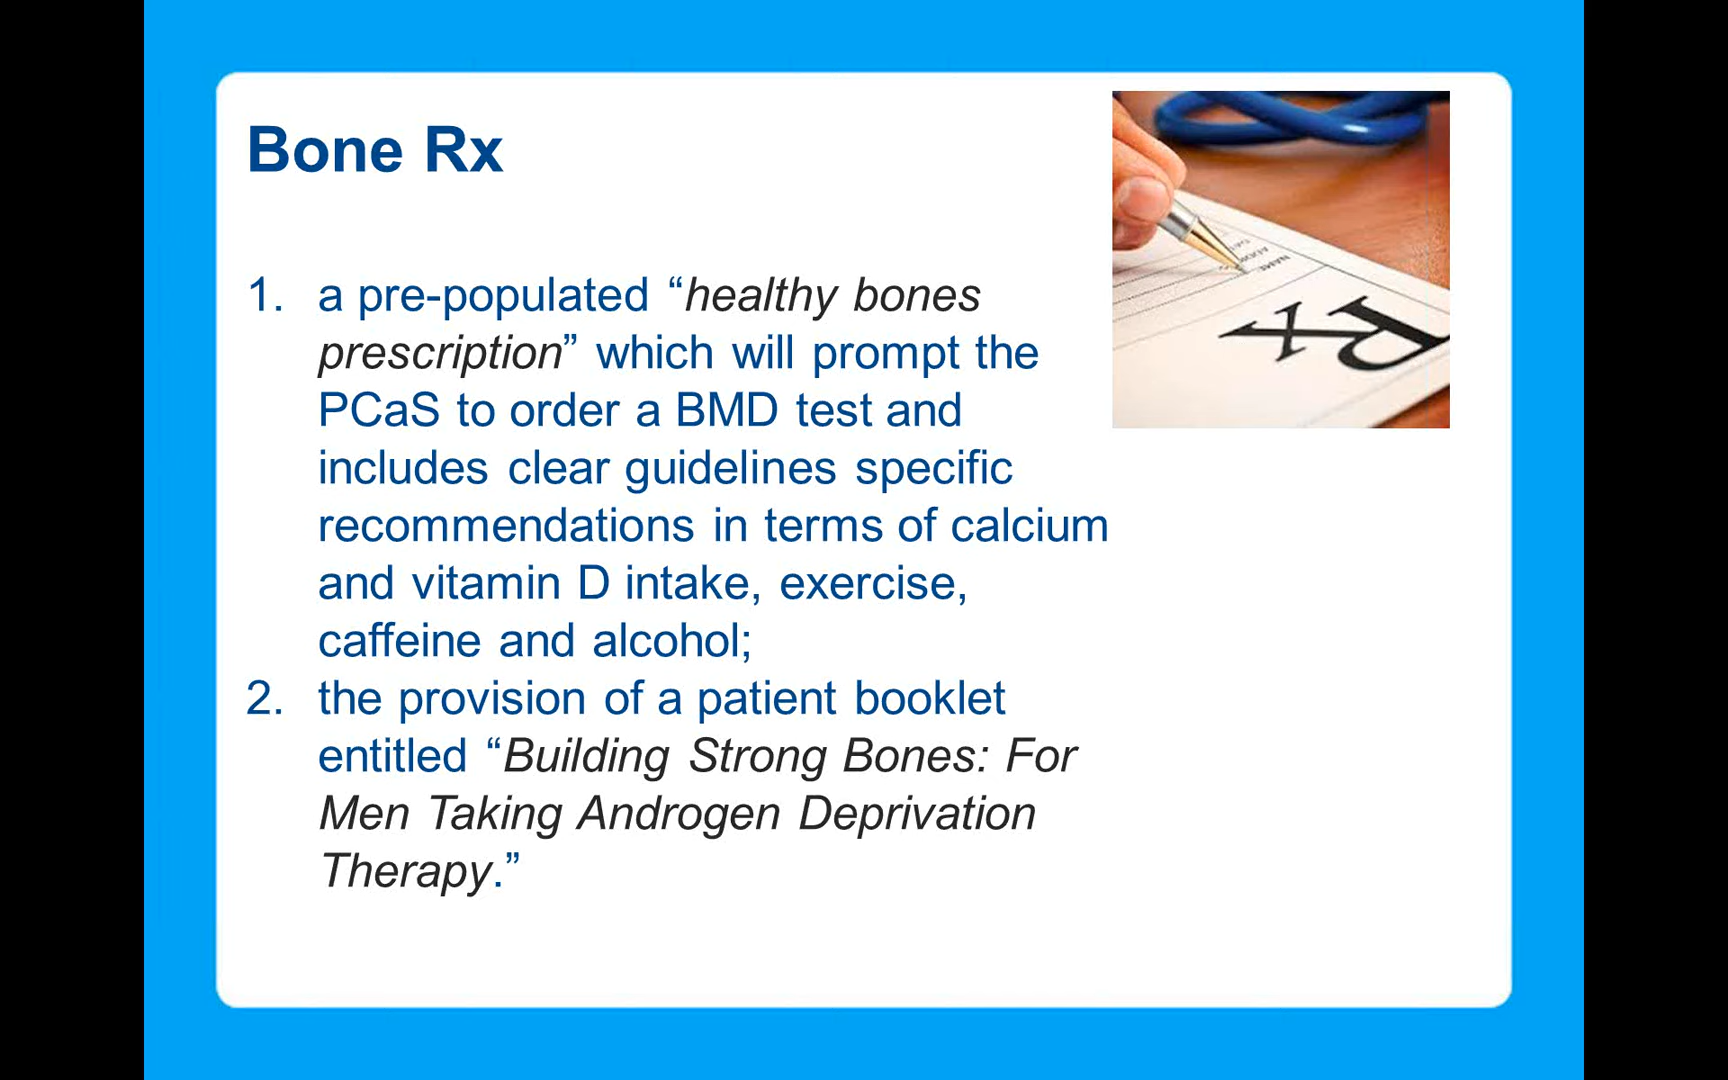 Bone Rx
1. a pre-populated “healthy bones
prescription” which will prompt the
PCaS to order a BMD test and
includes clear guidelines specific
recommendations in terms of calcium
and vitamin D intake, exercise,
caffeine and alcohol;
2. the provision of a patient booklet
entitled “Building Strong Bones: For
Men Taking Androgen Deprivation
Therapy.”
NAME
Rx